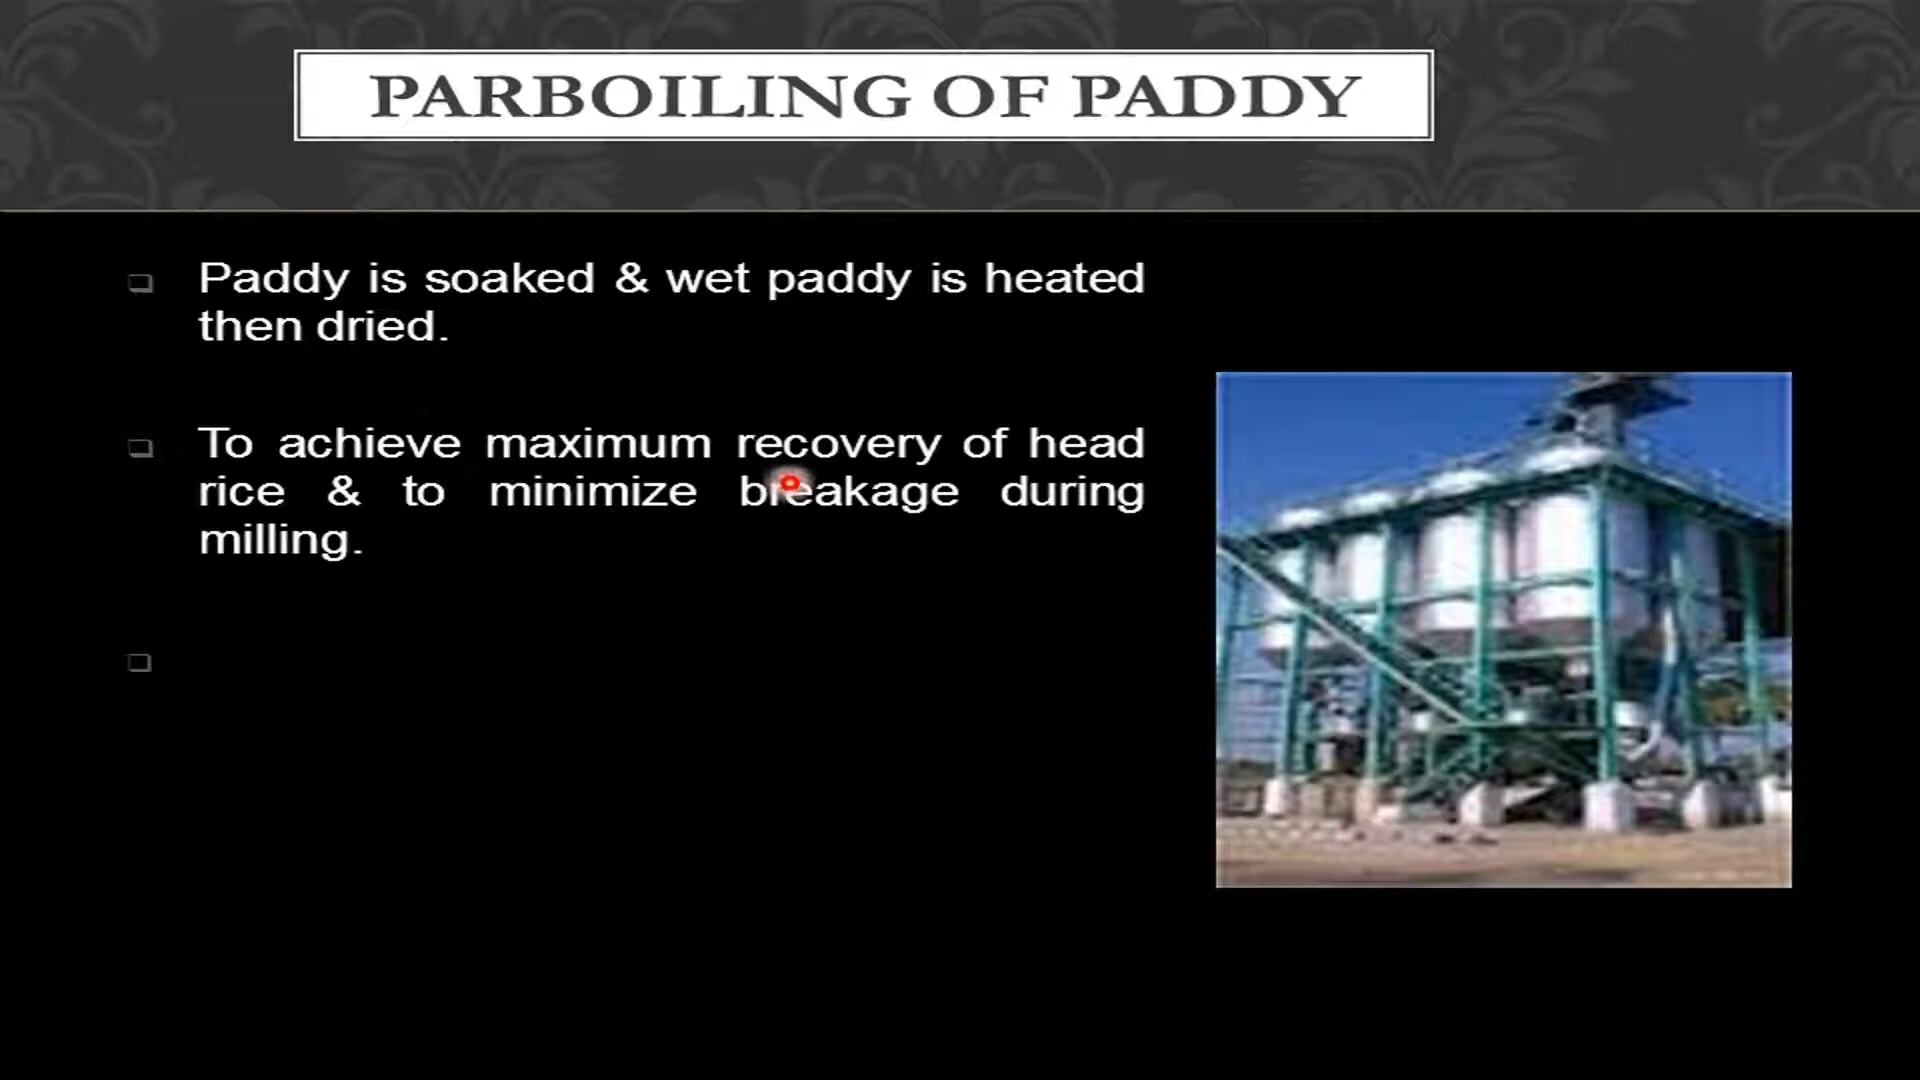 PARBOILING OF PADDY
Paddy is soaked & wet paddy is heated
then dried.
To achieve maximum recovery of head
rice & to minimize breakage during
milling.